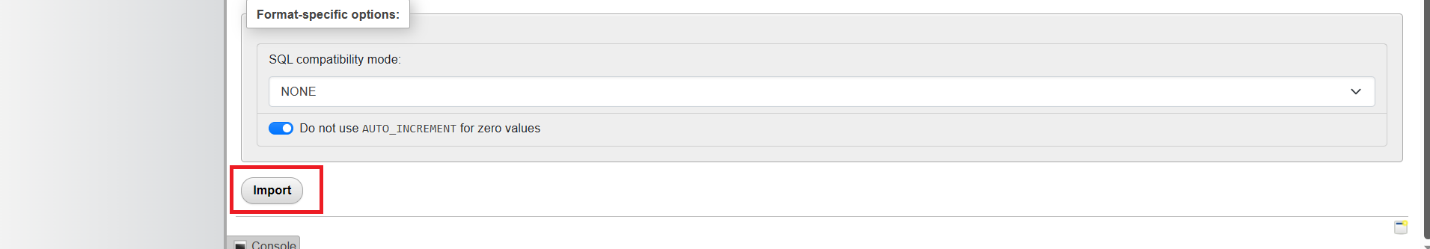 Format-specific options:
SQL compatibility mode:
NONE
Do not use AUTO_INCREMENT for zero values
Import
Console